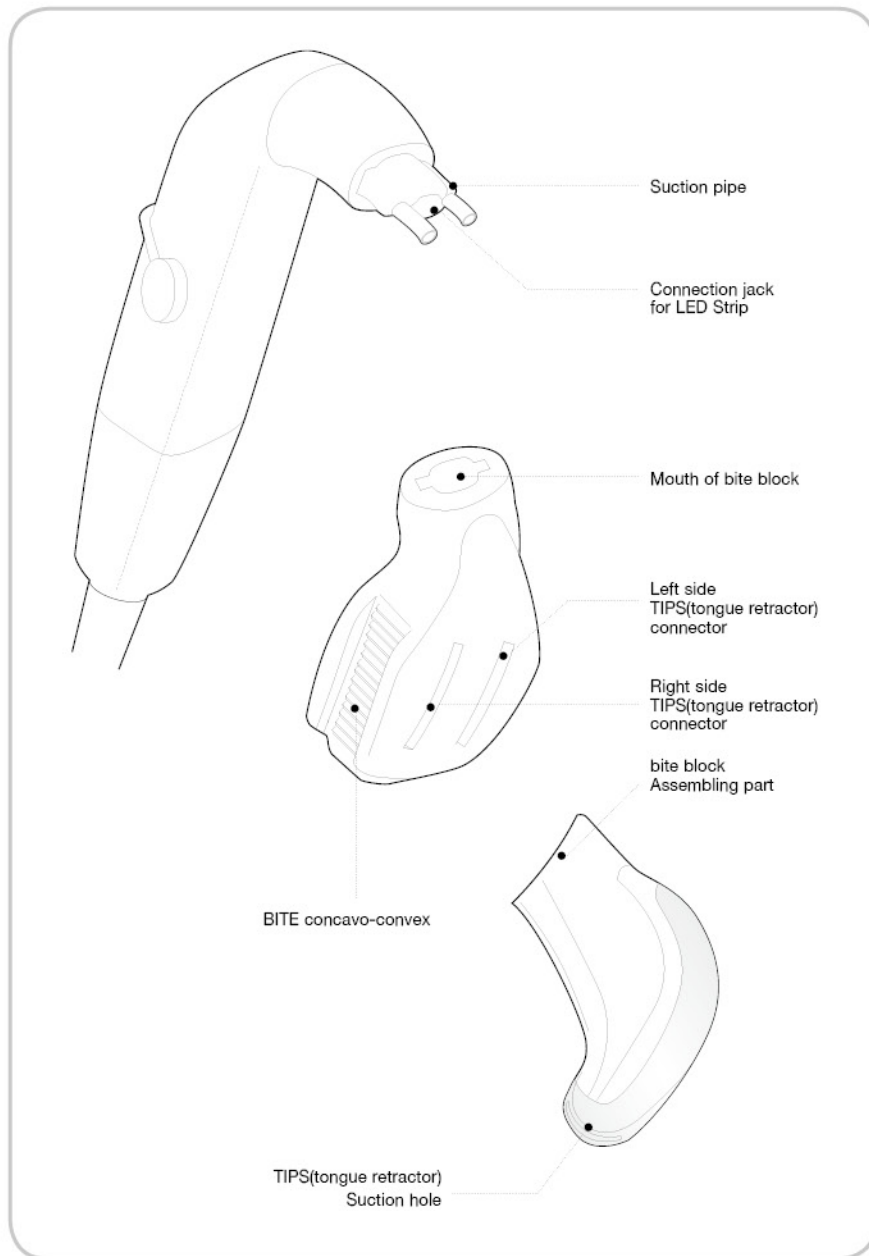 Suction pipe
Connection jack
for LED Strip
Mouth of bite block
Left side
TIPS(tongue retractor)
connector
Right side
TIPS(tongue retractor)
connector
bite block
Assembling part
BITE concavo-convex
TIPS(tongue retractor)
Suction hole